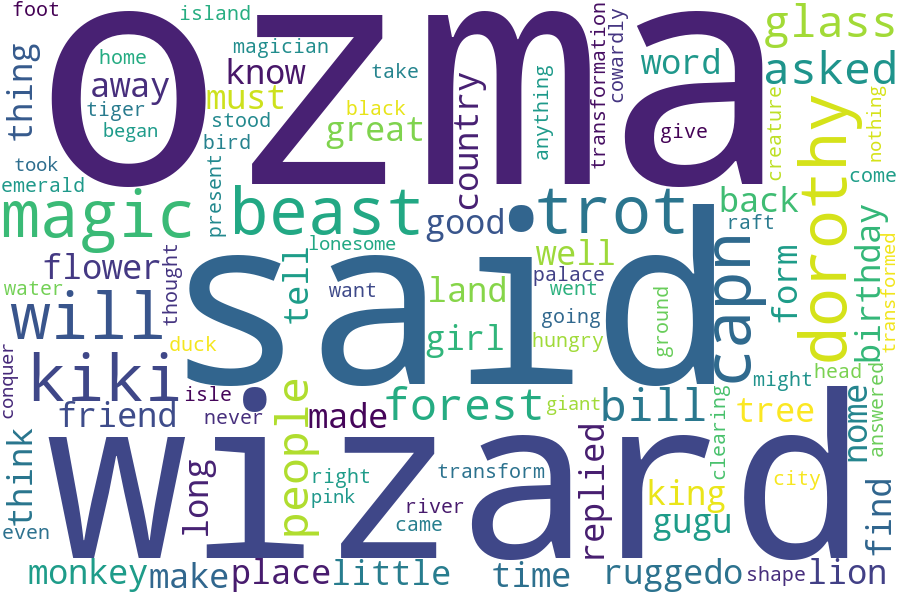 foot
island
ozma
glass
thing
home
magician
away
know
take
word
asked
tiger
must
black
began
stood
great
bird
country
anything
transformation
cowardly
give
creature
nothing
dorothy
took
emerald
present
come
magic
beast
good
trot
back
raft
lonesome
flower
thought
tell
well
land
palace
want
went
form
birthday
transformed
water
said
will
going
ground
capn
girl
hungry
duck
conquer
kiki
isle
might
head
answered
friend
never
people
made
forest
giant
bill
tree
home
clearing
think
wizard
long
right
pink
transform
replied
king
city
river
came
gugu
find
even
monkey
make
place
little
time
ruggedo
shape
lion